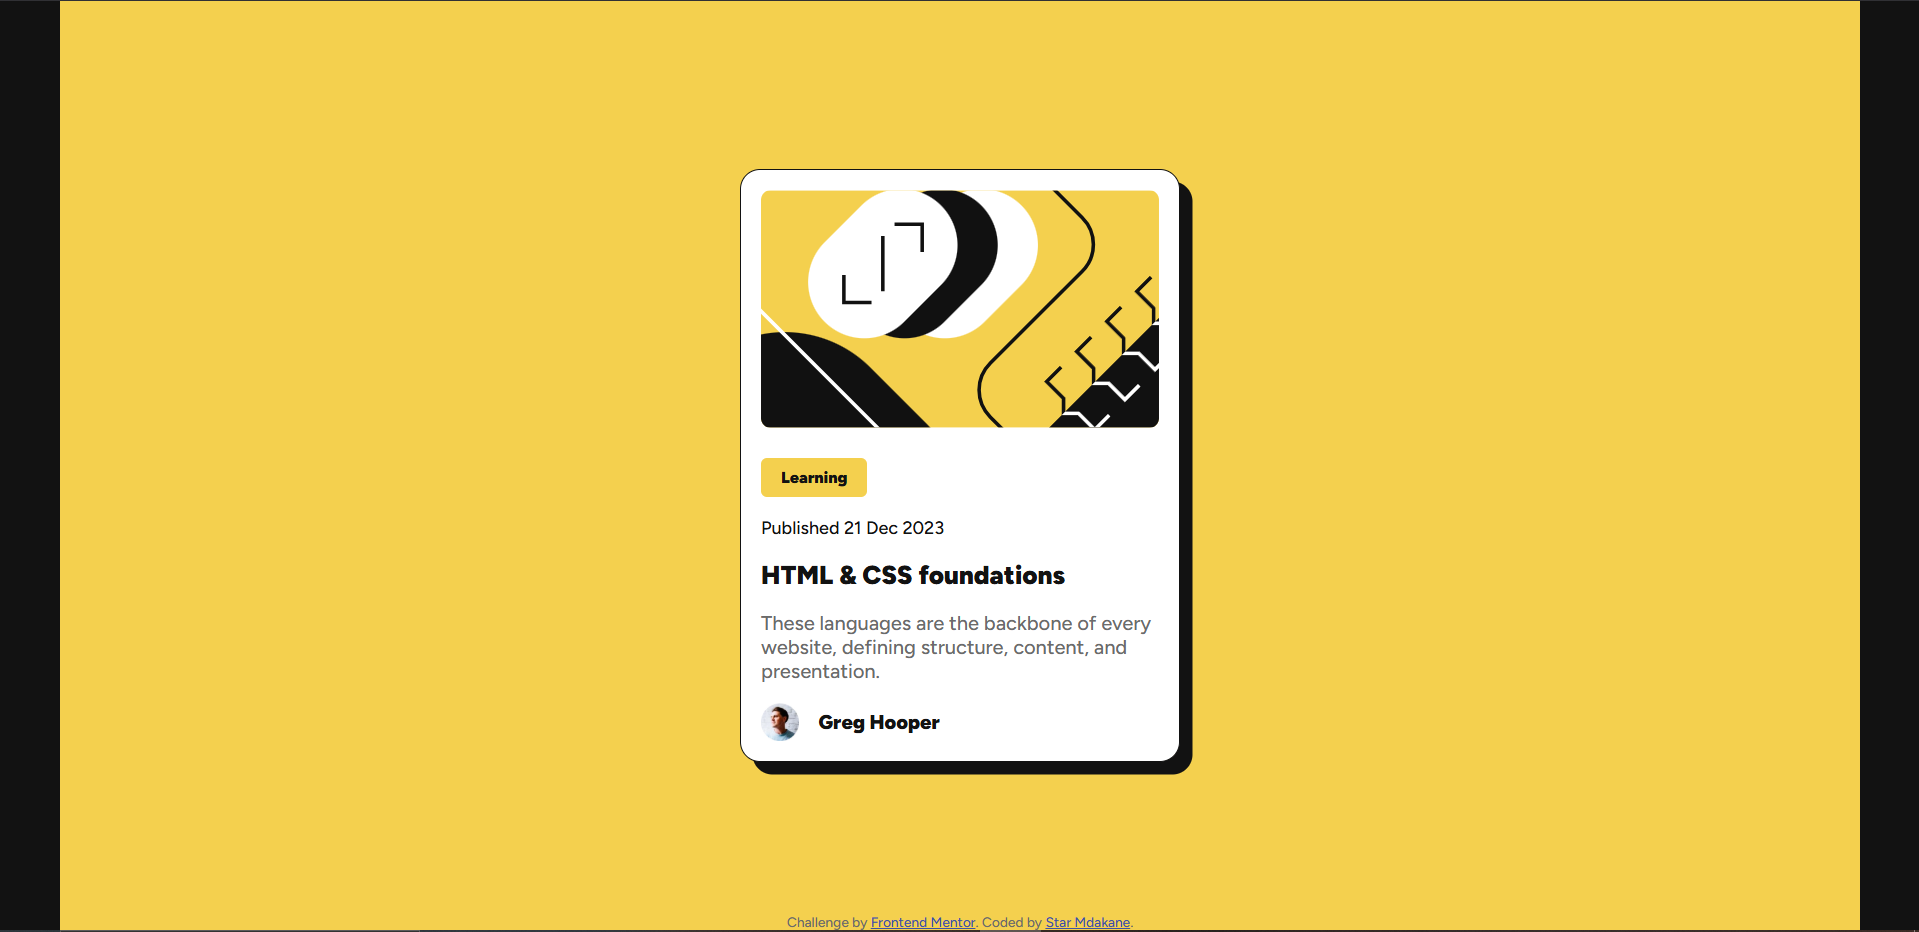 Learning
Published 21 Dec 2023
HTML & CSS foundations
These languages are the backbone of every
website, defining structure, content, and
presentation.
Greg Hooper
Challenge by Frontend Mentor. Coded by Star Mdakane.